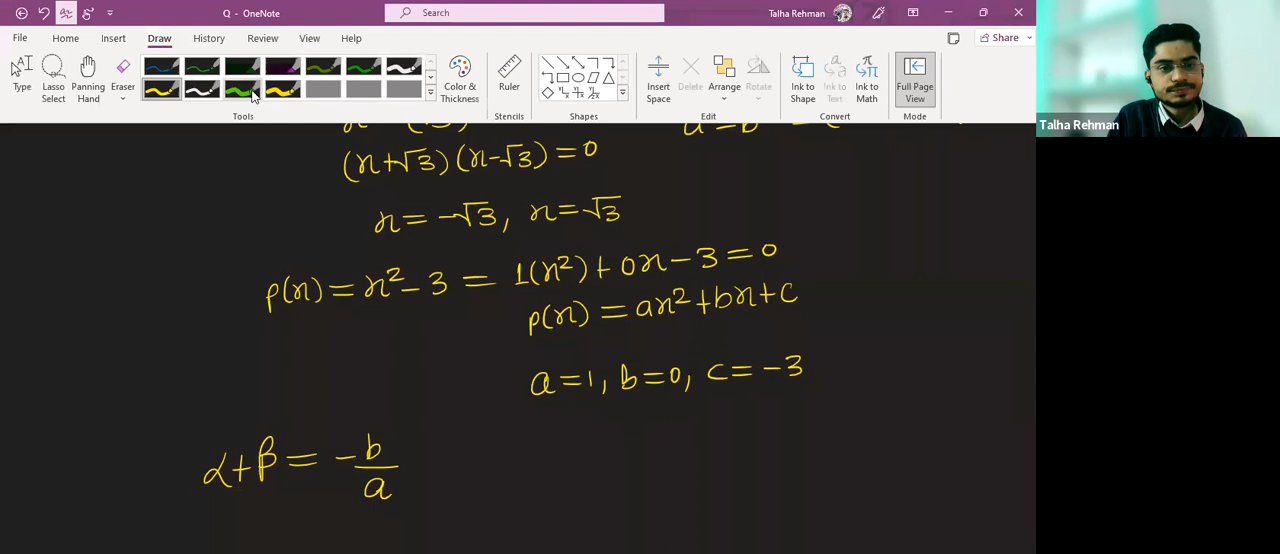 Q - OneNote
Search
Talha Rehman
File Home Insert Draw History Review View Help
Share
Type
Lasso Select
Panning Hand
Eraser
Color & Thickness
Ruler
Insert Space
Arrange
Ink to Shape
Ink to Text
Ink to Math
Full Page View
Tools
Stencils
Shapes
Edit
Convert
Mode
Talha Rehman
(x+√3)(x-√3)=0
x=-√3, x=√3
p(x)=x²-3 = 1(x²)+0x-3=0
p(x)=ax²+bx+c
a=1, b=0, c=-3
α+β=-b/a